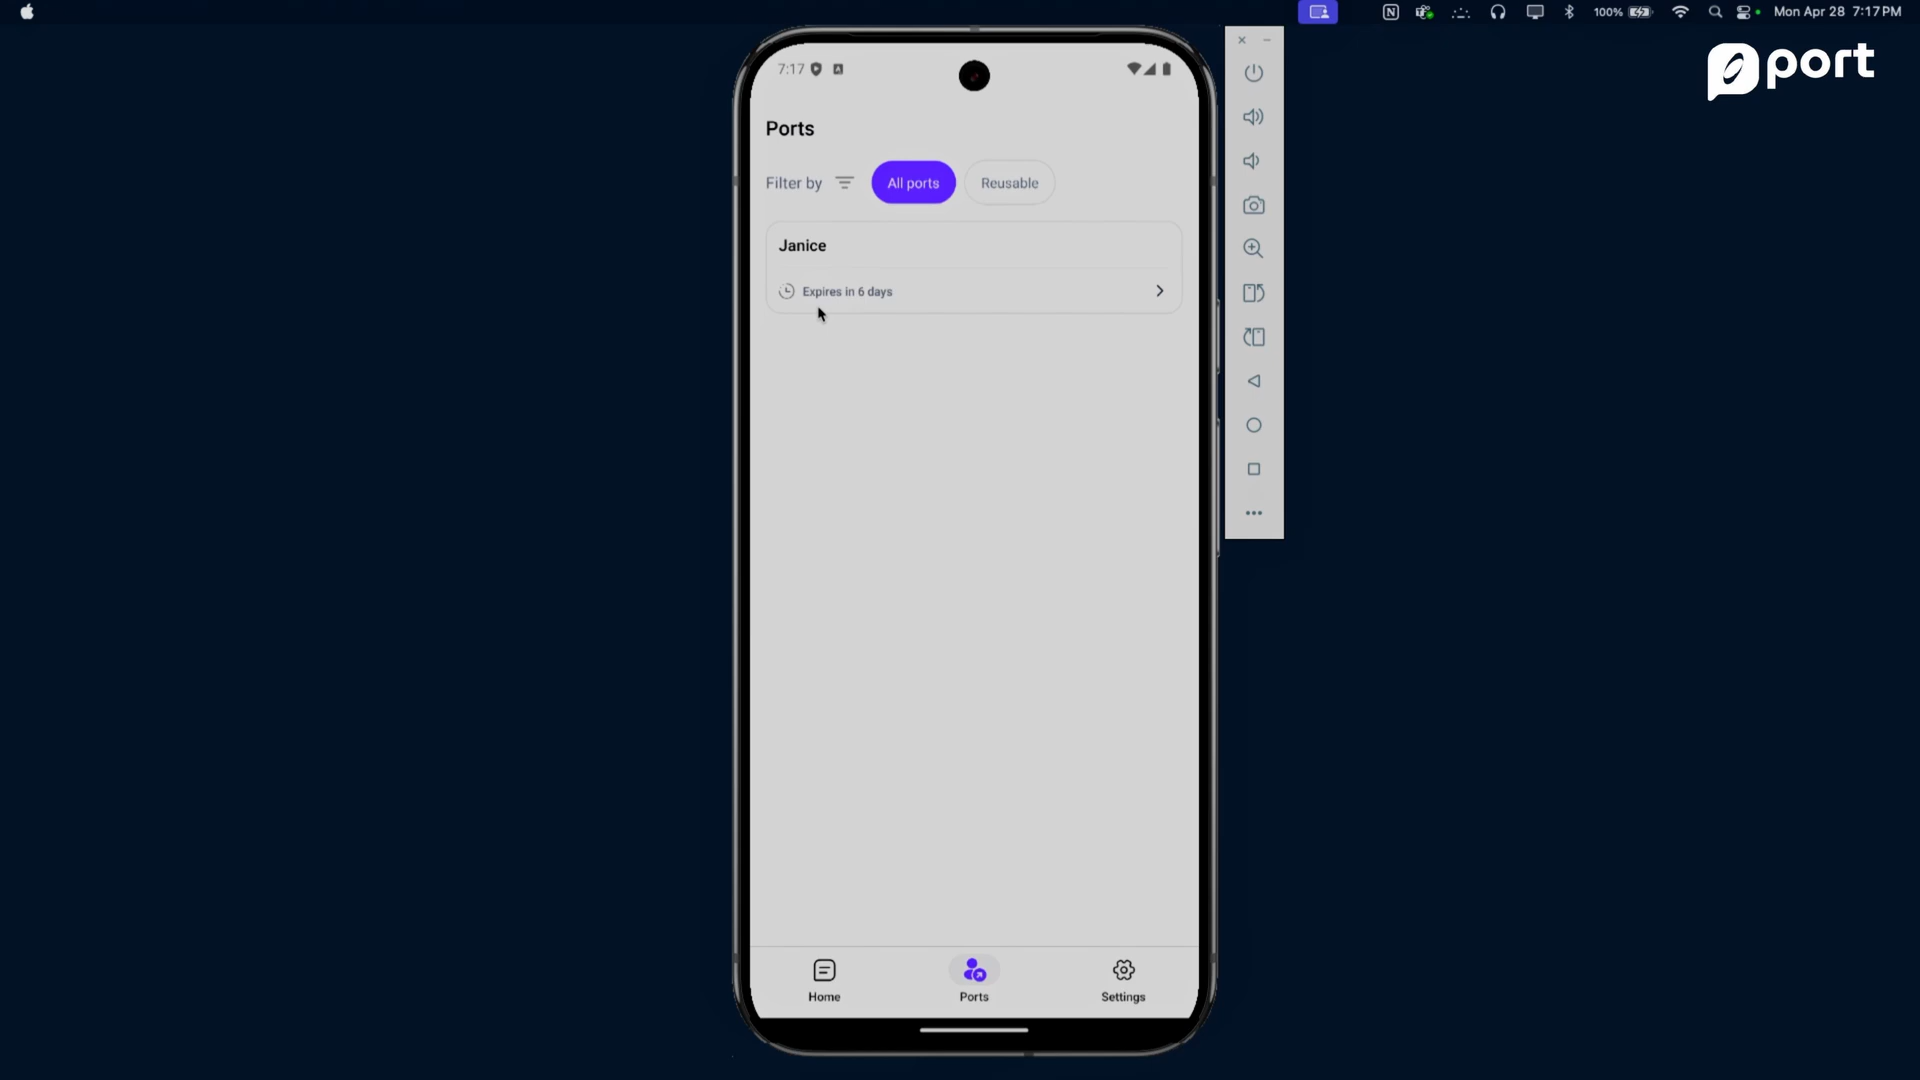 100%
Mon Apr 28 7:17 PM
port
7:17
Ports
Filter by
All ports
Reusable
Janice
Expires in 6 days
Home
Ports
Settings